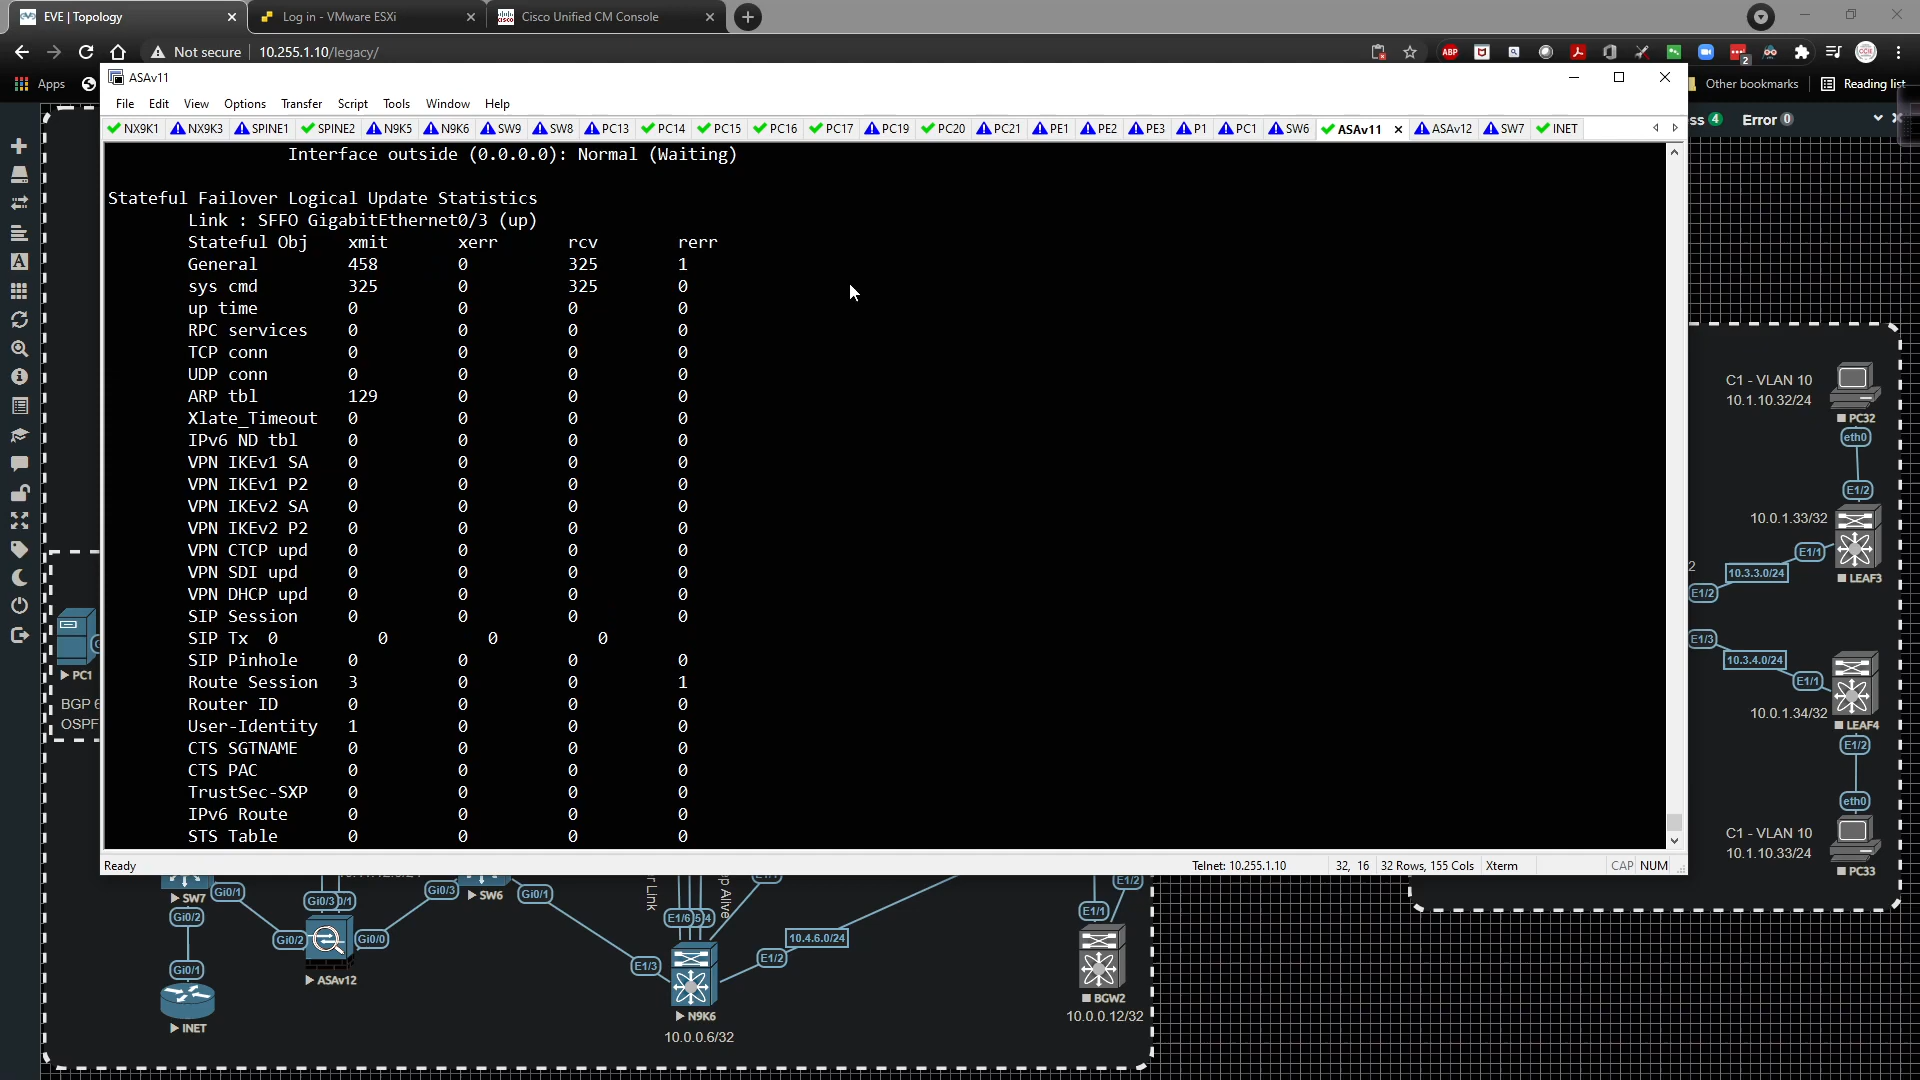 EVE | Topology
Log in - VMware ESXi
Cisco Unified CM Console
Not secure
10.255.1.10/legacy/
ABP
2
Apps
Other bookmarks
Reading list
ASAv11
File Edit View Options Transfer Script Tools Window Help
NX9K1 NX9K3 SPINE1 SPINE2 N9K5 N9K6 SW9 SW8 PC13 PC14 PC15 PC16 PC17 PC19 PC20 PC21 PE1 PE2 PE3 P1 PC1 SW6 ASAv11 ASAv12 SW7 INET
ss 4 Error 0
Interface outside (0.0.0.0): Normal (Waiting)
Stateful Failover Logical Update Statistics
Link : SFFO GigabitEthernet0/3 (up)
Stateful Obj xmit xerr rcv rerr
General 458 0 325 1
sys cmd 325 0 325 0
up time 0 0 0 0
RPC services 0 0 0 0
TCP conn 0 0 0 0
UDP conn 0 0 0 0
ARP tbl 129 0 0 0
Xlate_Timeout 0 0 0 0
IPv6 ND tbl 0 0 0 0
VPN IKEv1 SA 0 0 0 0
VPN IKEv1 P2 0 0 0 0
VPN IKEv2 SA 0 0 0 0
VPN IKEv2 P2 0 0 0 0
VPN CTCP upd 0 0 0 0
VPN SDI upd 0 0 0 0
VPN DHCP upd 0 0 0 0
SIP Session 0 0 0 0
SIP Tx 0 0 0 0
SIP Pinhole 0 0 0 0
Route Session 3 0 0 1
Router ID 0 0 0 0
User-Identity 1 0 0 0
CTS SGTNAME 0 0 0 0
CTS PAC 0 0 0 0
TrustSec-SXP 0 0 0 0
IPv6 Route 0 0 0 0
STS Table 0 0 0 0
Ready
Telnet: 10.255.1.10
32, 16
32 Rows, 155 Cols
Xterm
CAP NUM
PC1
BGP 6
OSPF
C1 - VLAN 10
10.1.10.32/24
PC32
eth0
E1/2
10.0.1.33/32
E1/1
LEAF3
2
10.3.3.0/24
E1/2
E1/3
10.3.4.0/24
E1/1
10.0.1.34/32
LEAF4
E1/2
eth0
C1 - VLAN 10
10.1.10.33/24
PC33
SW7
Gi0/1
Gi0/3
0/1
Gi0/3
SW6
Gi0/1
r Link
ep Alive
E1/2
Gi0/2
E1/6
5
4
E1/1
Gi0/2
Gi0/0
10.4.6.0/24
E1/3
E1/2
Gi0/1
ASAv12
BGW2
N9K6
10.0.0.12/32
INET
10.0.0.6/32